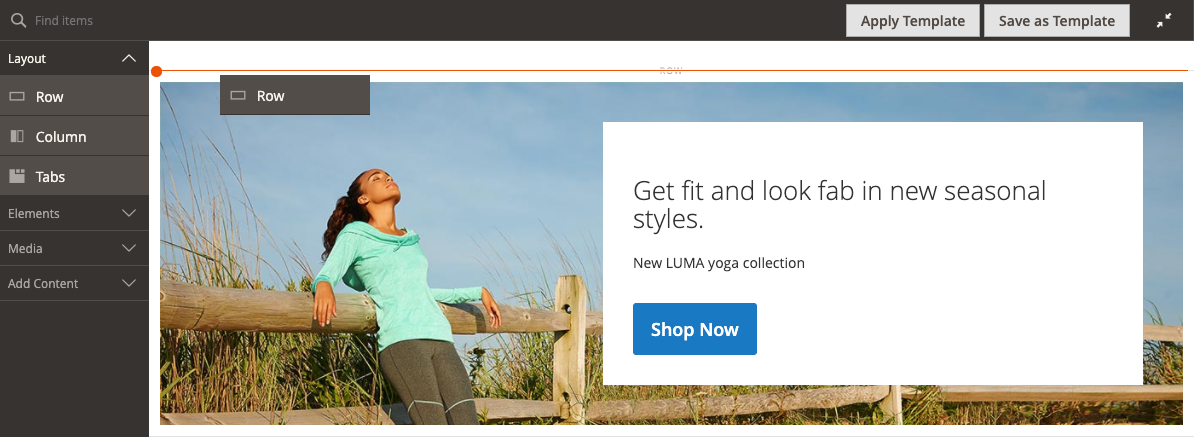 Find items
Apply Template
Save as Template
Layout
Row
Column
Tabs
Elements
Media
Add Content
ROW
Row
Get fit and look fab in new seasonal
styles.
New LUMA yoga collection
Shop Now